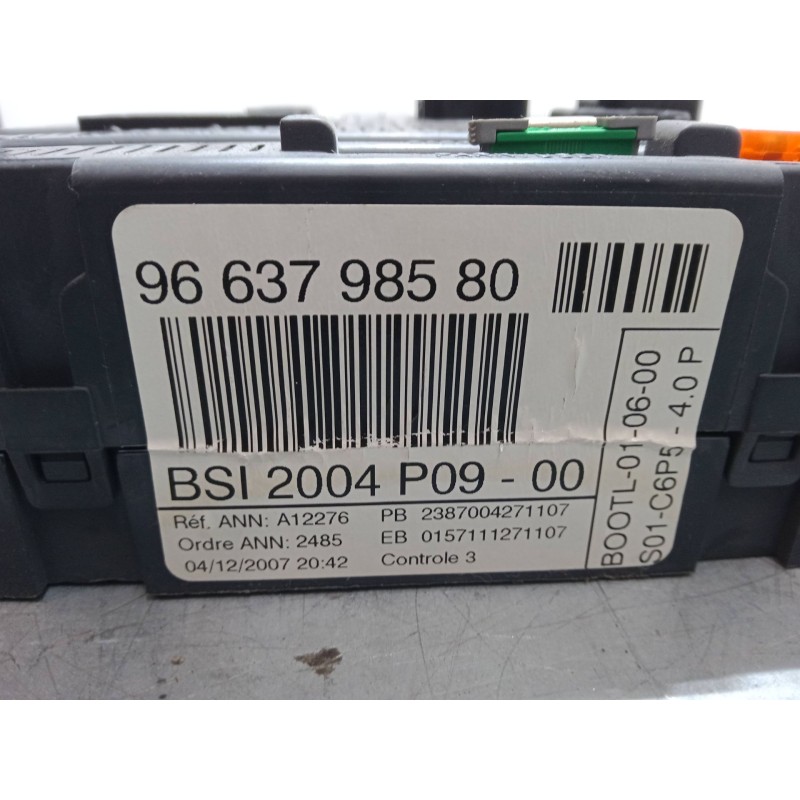 96 637 985 80
BSI 2004 P09 - 00
Réf. ANN: A12276 PB 2387004271107
Ordre ANN: 2485 EB 0157111271107
04/12/2007 20:42 Controle 3
BOOTL-01-06-00
S01-C6P5 - 4.0 P